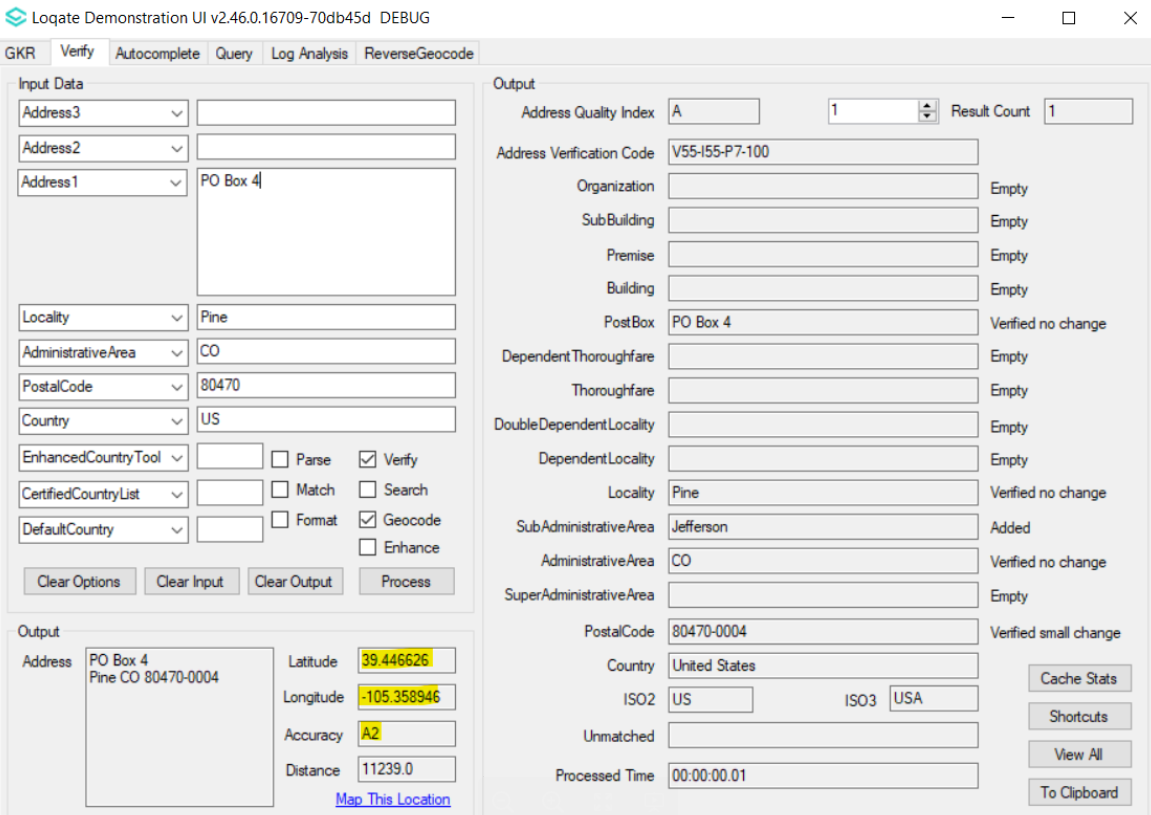 Loqate Demonstration UI v2.46.0.16709-70db45d DEBUG
GKR Verify Autocomplete Query Log Analysis ReverseGeocode
Input Data
Address3
Address2
Address1 PO Box 4
Locality Pine
AdministrativeArea CO
PostalCode 80470
Country US
EnhancedCountryTool Parse Verify
CertifiedCountryList Match Search
DefaultCountry Format Geocode
Enhance
Clear Options Clear Input Clear Output Process
Output
Address PO Box 4
Pine CO 80470-0004
Latitude 39.446626
Longitude -105.358946
Accuracy A2
Distance 11239.0
Map This Location
Output
Address Quality Index A 1 Result Count 1
Address Verification Code V55-I55-P7-100
Organization Empty
SubBuilding Empty
Premise Empty
Building Empty
PostBox PO Box 4 Verified no change
DependentThoroughfare Empty
Thoroughfare Empty
DoubleDependentLocality Empty
DependentLocality Empty
Locality Pine Verified no change
SubAdministrativeArea Jefferson Added
AdministrativeArea CO Verified no change
SuperAdministrativeArea Empty
PostalCode 80470-0004 Verified small change
Country United States
ISO2 US ISO3 USA
Unmatched
Processed Time 00:00:00.01
Cache Stats
Shortcuts
View All
To Clipboard